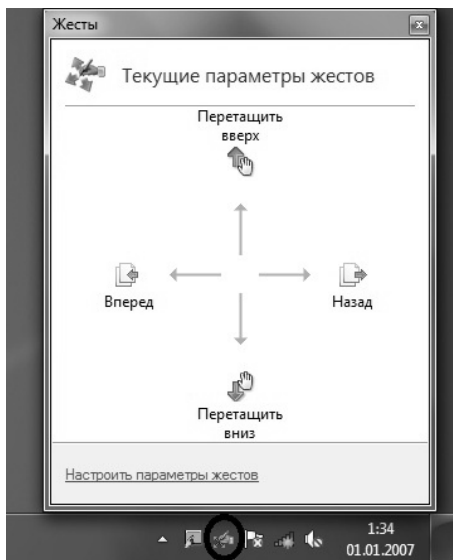 Жесты
Текущие параметры жестов
Перетащить
вверх
Вперед
Назад
Перетащить
вниз
Настроить параметры жестов
1:34
01.01.2007